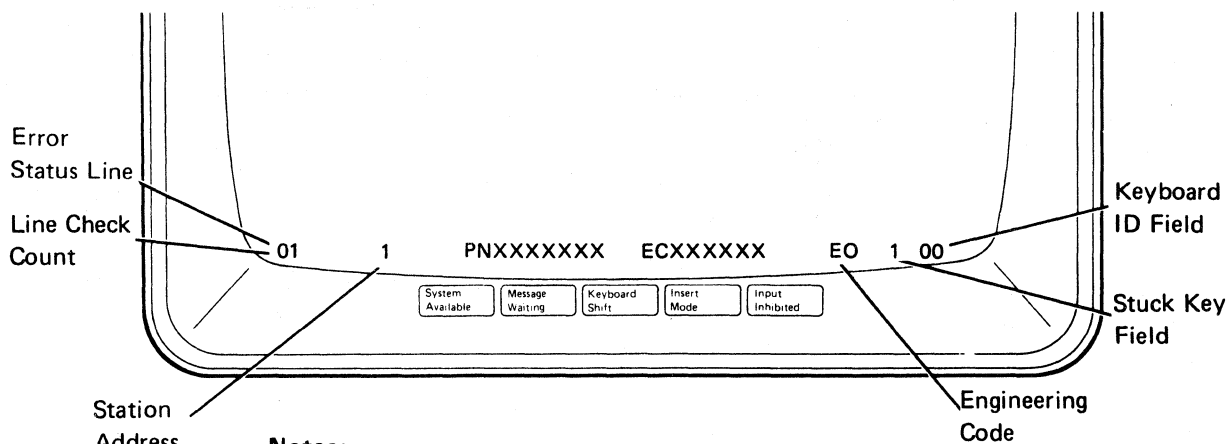 Error
Status Line
Line Check
Count
01 1 PNXXXXXXX ECXXXXXX EO 1 00
Keyboard
ID Field
Stuck Key
Field
System
Available
Message
Waiting
Keyboard
Shift
Insert
Mode
Input
Inhibited
Station
Address
Engineering
Code
Notes: